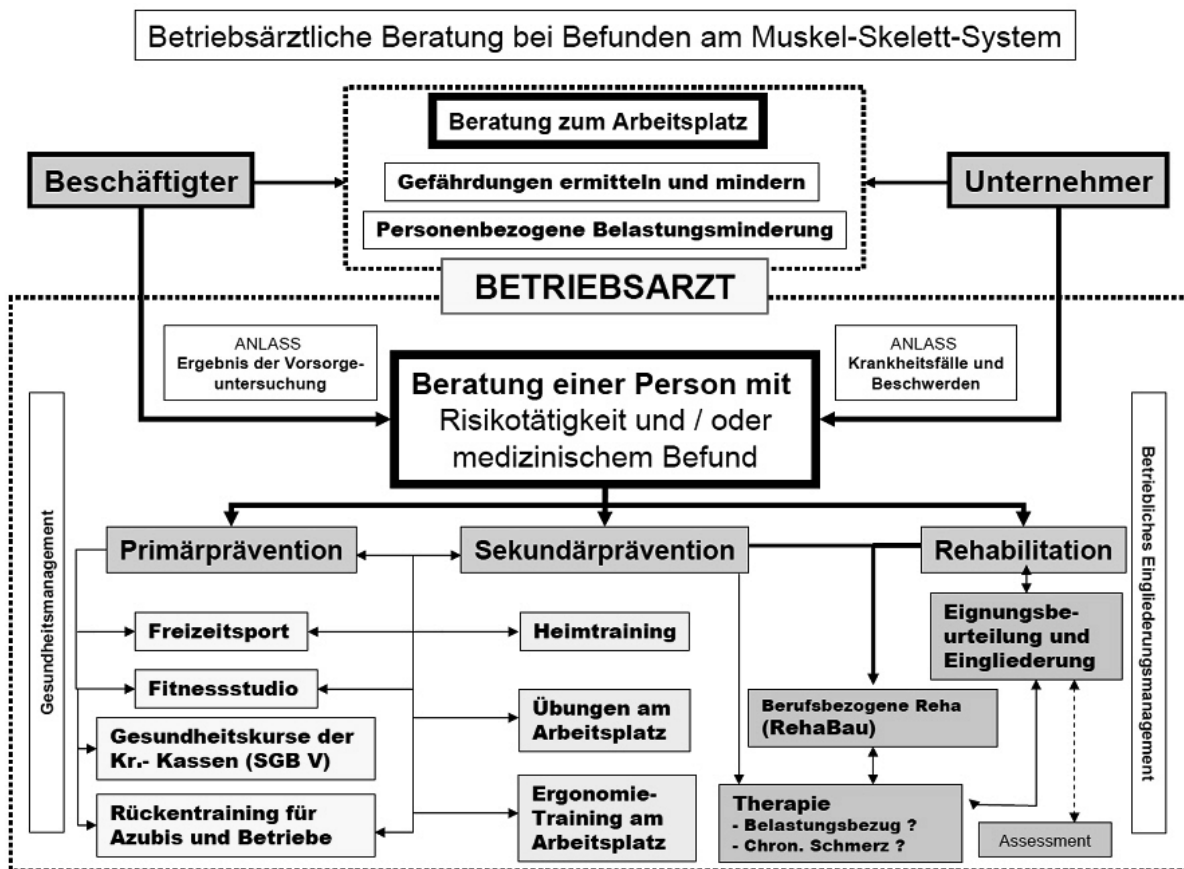 Betriebsärztliche Beratung bei Befunden am Muskel-Skelett-System
Beratung zum Arbeitsplatz
Beschäftigter
Gefährdungen ermitteln und mindern
Unternehmer
Personenbezogene Belastungsminderung
BETRIEBSARZT
ANLASS
Ergebnis der Vorsorge-
untersuchung
ANLASS
Krankheitsfälle und
Beschwerden
Beratung einer Person mit
Risikotätigkeit und / oder
medizinischem Befund
Gesundheitsmanagement
Betriebliches Eingliederungsmanagement
Primärprävention
Sekundärprävention
Rehabilitation
Freizeitsport
Fitnessstudio
Gesundheitskurse der
Kr.- Kassen (SGB V)
Rückentraining für
Azubis und Betriebe
Heimtraining
Übungen am
Arbeitsplatz
Ergonomie-
Training am
Arbeitsplatz
Eignungsbe-
urteilung und
Eingliederung
Berufsbezogene Reha
(RehaBau)
Therapie
- Belastungsbezug ?
- Chron. Schmerz ?
Assessment